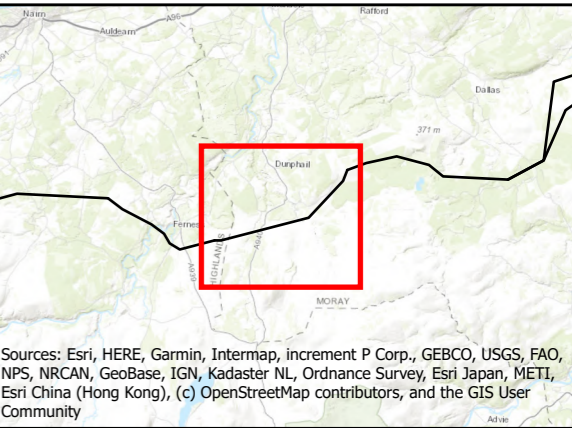 Nairn
Rafford
Auldearn
A96
Dallas
371 m
Dunphail
HIGHLANDS
A939
MORAY
Sources: Esri, HERE, Garmin, Intermap, increment P Corp., GEBCO, USGS, FAO,
NPS, NRCAN, GeoBase, IGN, Kadaster NL, Ordnance Survey, Esri Japan, METI,
Esri China (Hong Kong), (c) OpenStreetMap contributors, and the GIS User
Community
Advie